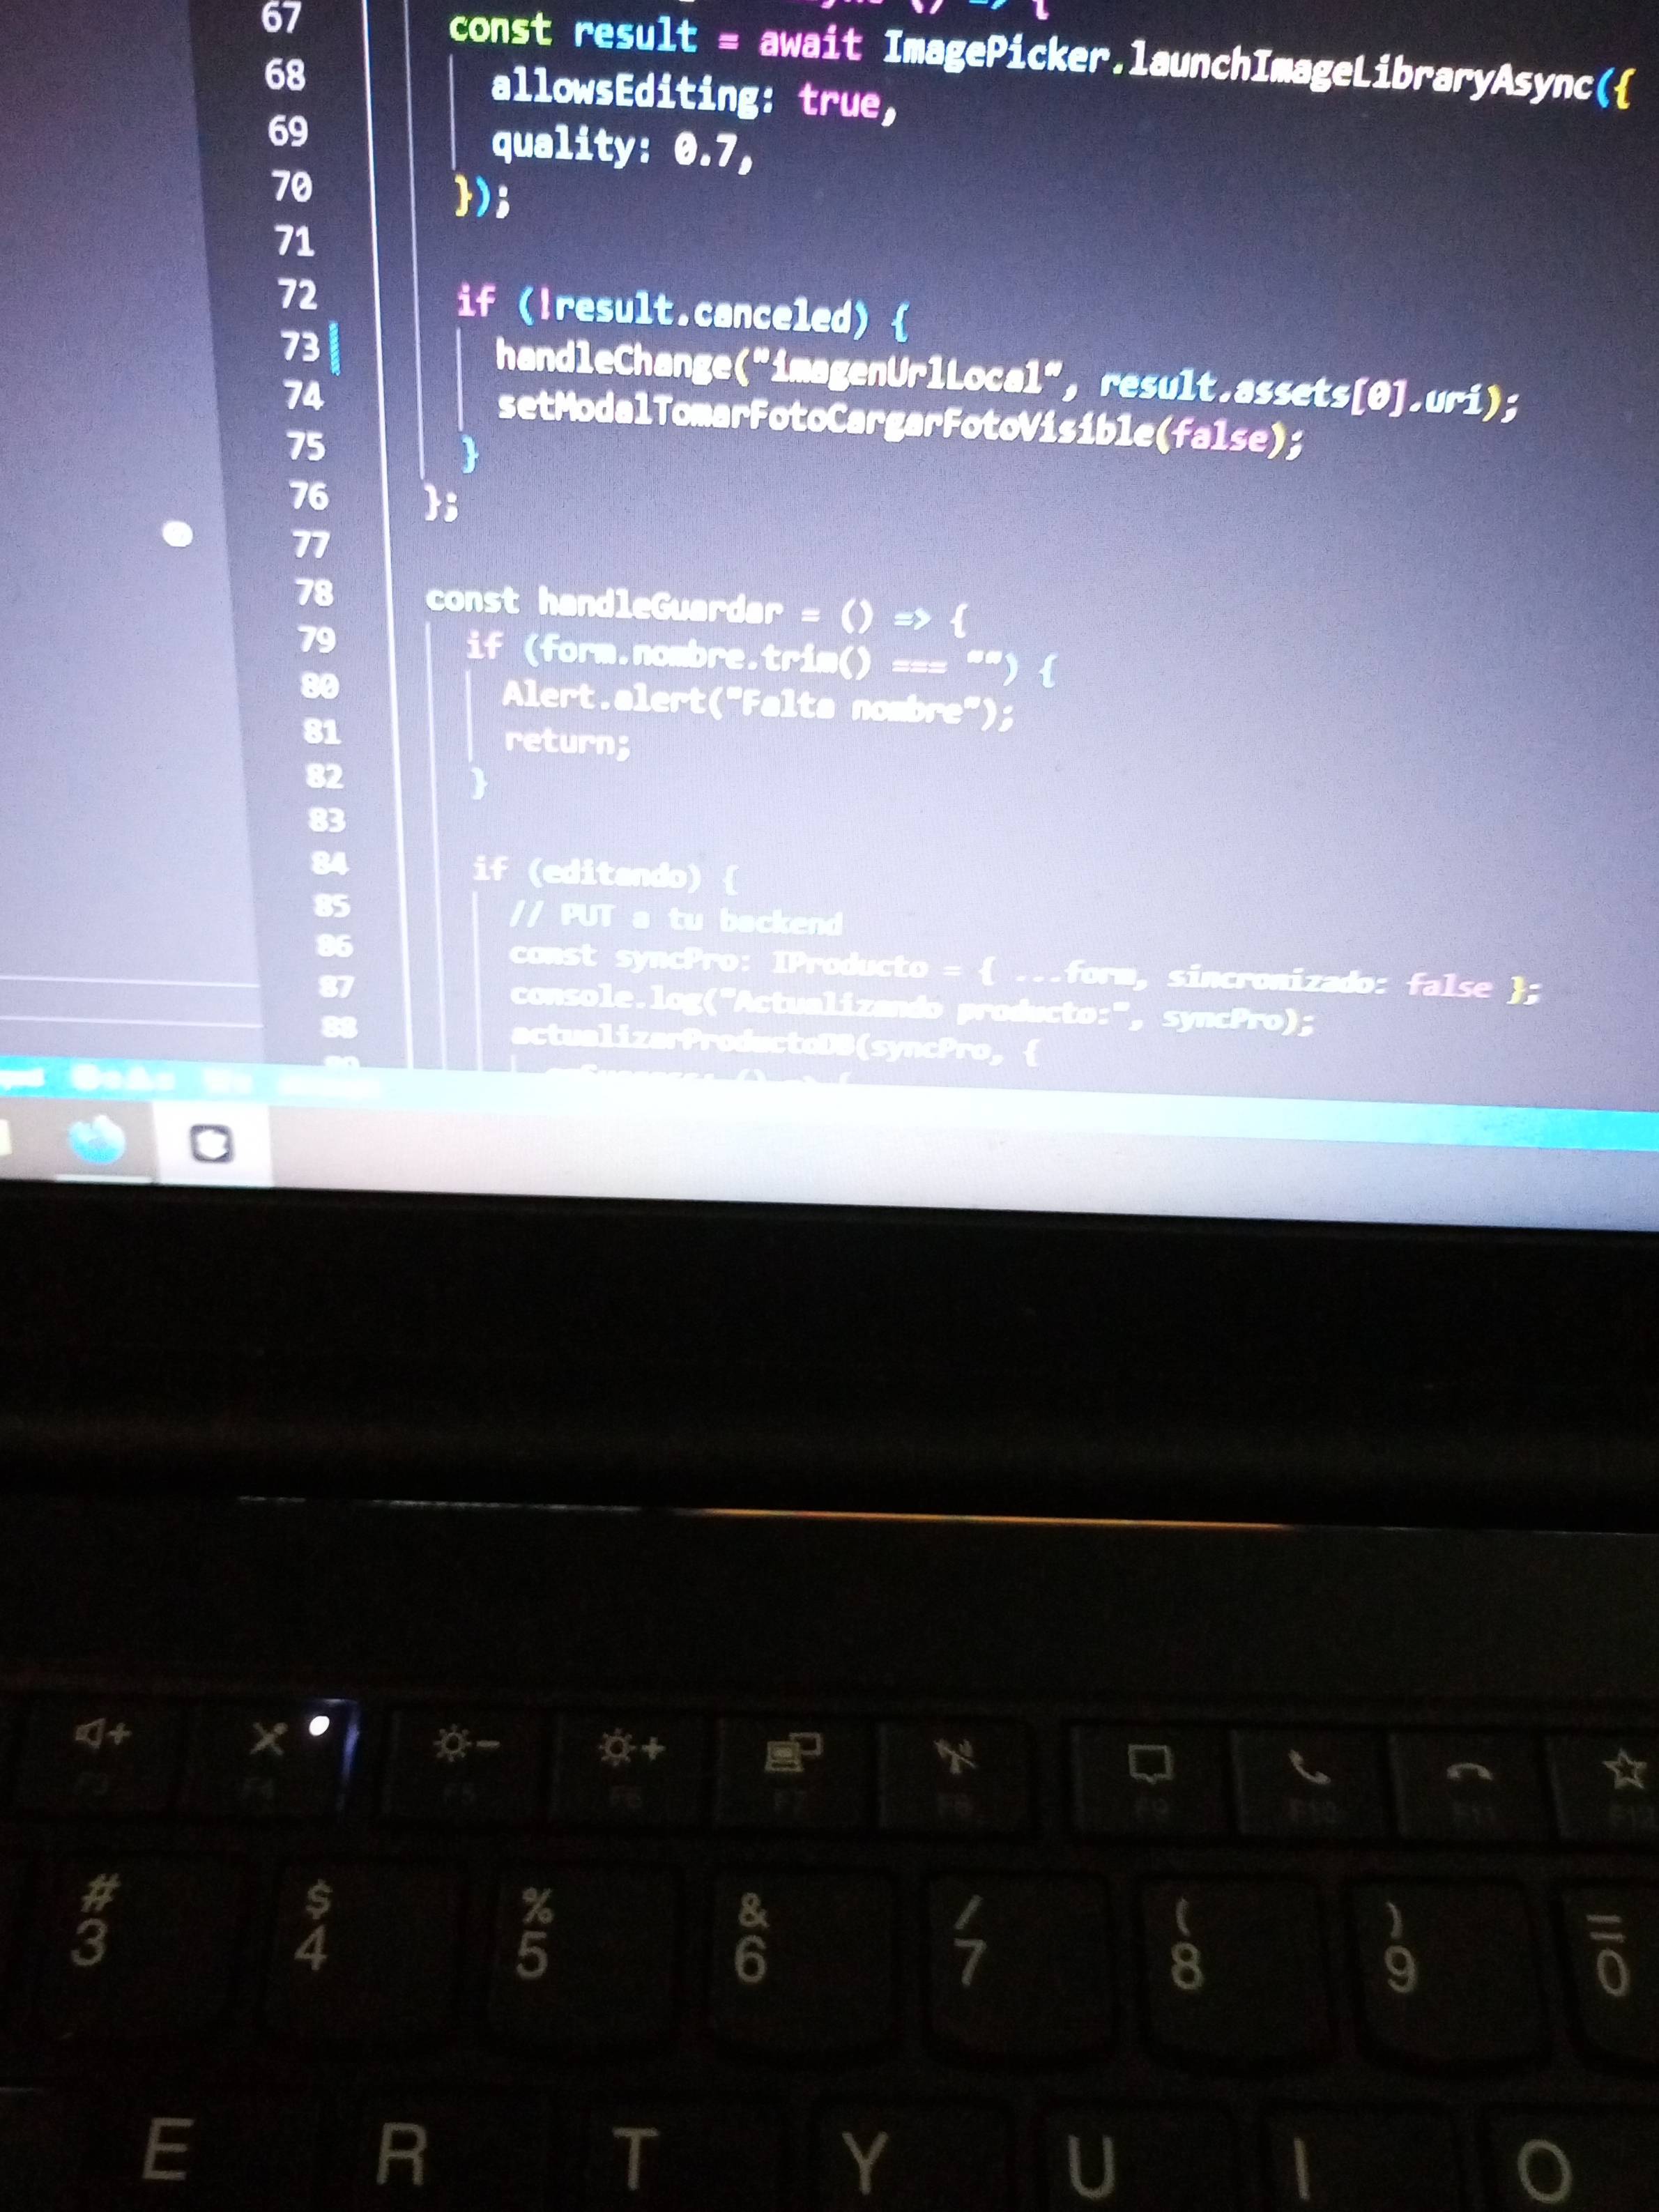 67 const result = await ImagePicker.launchImageLibraryAsync({
68 allowsEditing: true,
69 quality: 0.7,
70 });
71
72 if (!result.canceled) {
73 handleChange("imagenUrlLocal", result.assets[0].uri);
74 setModalTomarFotoCargarFotoVisible(false);
75 }
76 };
77
78 const handleGuardar = () => {
79 if (form.nombre.trim() === "") {
80 Alert.alert("Falta nombre");
81 return;
82 }
83
84 if (editando) {
85 // PUT a tu backend
86 const syncPro: IProducto = { ...form, sincronizado: false };
87 console.log("Actualizando producto:", syncPro);
88 actualizarProductoDB(syncPro, {
F3 F4 F5 F6 F7 F8 F9 F10 F11 F12
# $ % & / ( ) =
3 4 5 6 7 8 9 0
E R T Y U I O